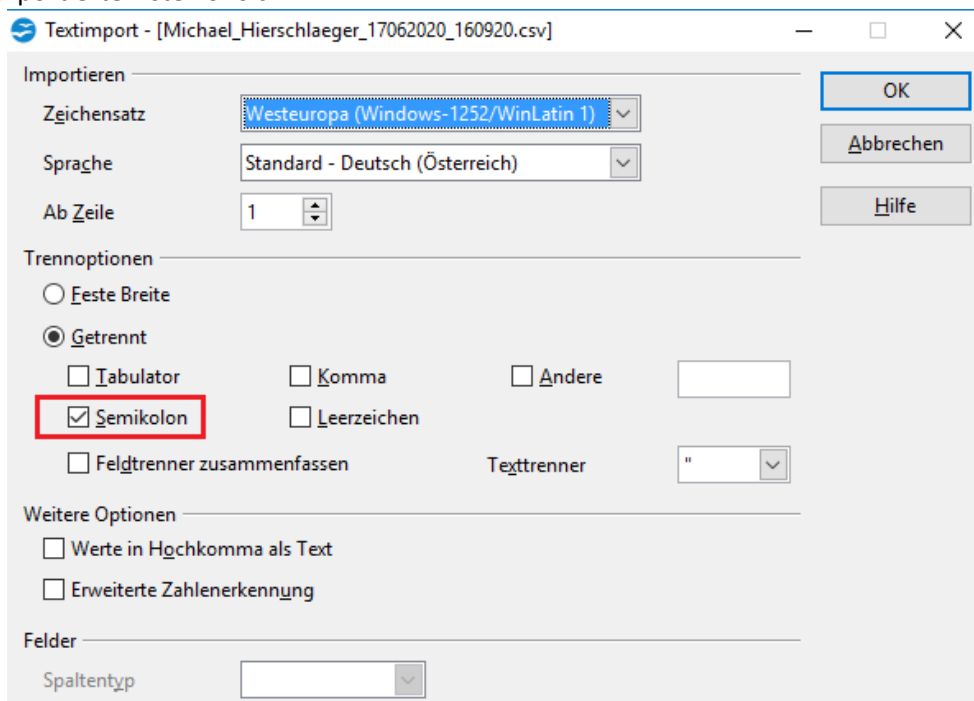 Textimport - [Michael_Hierschlaeger_17062020_160920.csv]
Importieren
OK
Zeichensatz Westeuropa (Windows-1252/WinLatin 1)
Abbrechen
Sprache Standard - Deutsch (Österreich)
Ab Zeile 1
Hilfe
Trennoptionen
Feste Breite
Getrennt
Tabulator Komma Andere
Semikolon Leerzeichen
Feldtrenner zusammenfassen Texttrenner "
Weitere Optionen
Werte in Hochkomma als Text
Erweiterte Zahlenerkennung
Felder
Spaltentyp